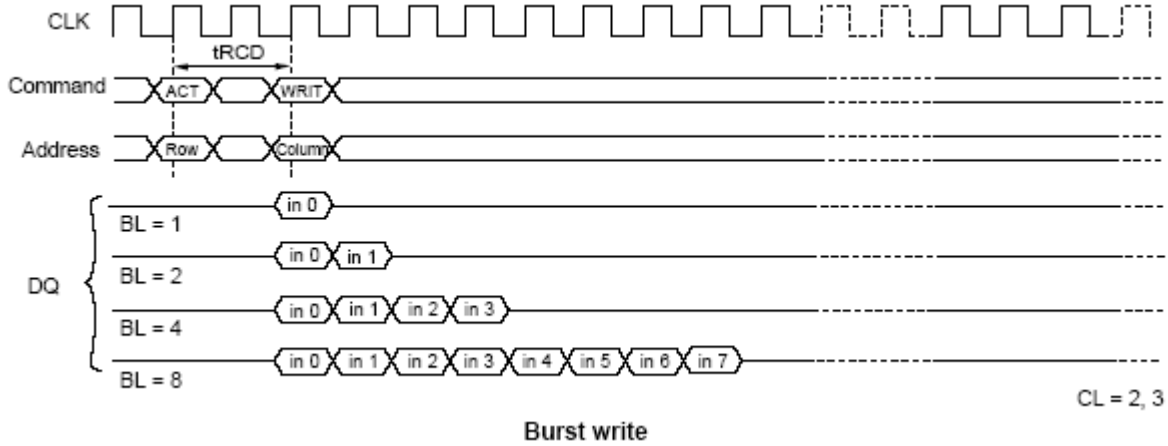 CLK
tRCD
Command ACT WRIT
Address Row Column
in 0
BL = 1
in 0 in 1
BL = 2
DQ
in 0 in 1 in 2 in 3
BL = 4
in 0 in 1 in 2 in 3 in 4 in 5 in 6 in 7
BL = 8
CL = 2, 3
Burst write